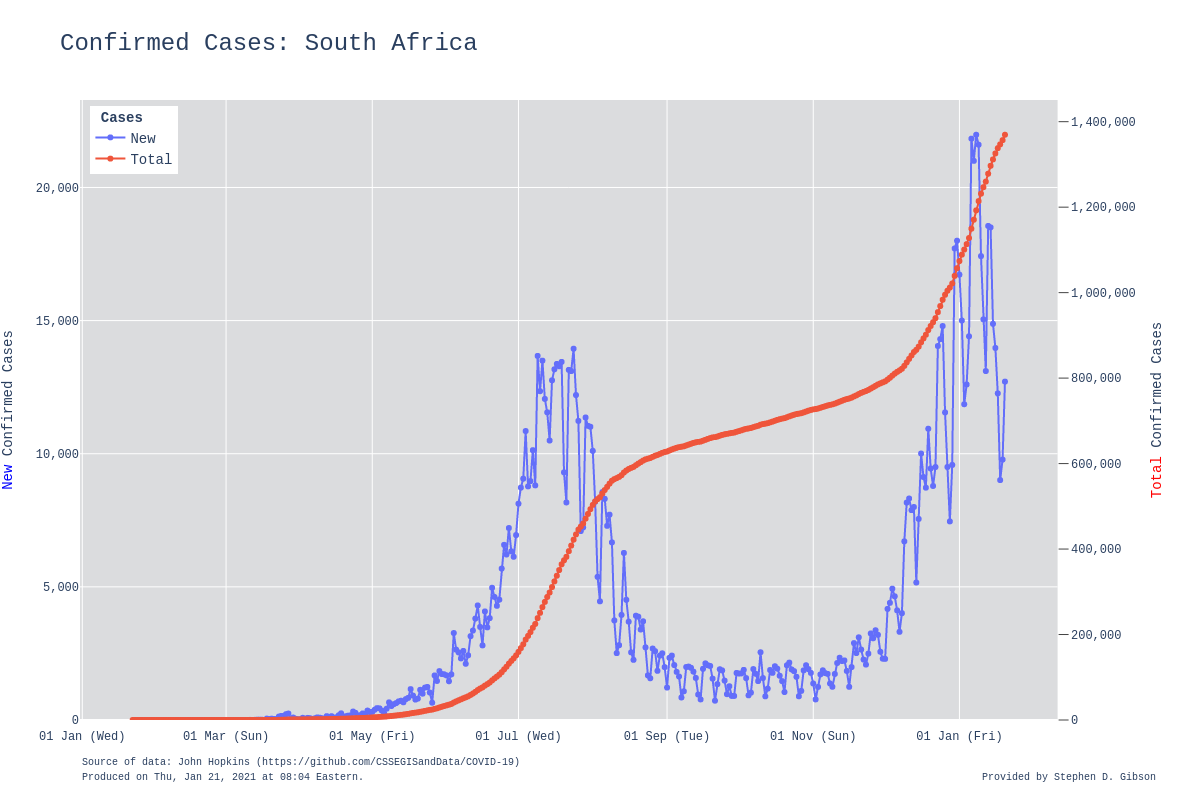 Confirmed Cases: South Africa
Cases
New
Total
20,000
15,000
10,000
5,000
0
1,400,000
1,200,000
1,000,000
800,000
600,000
400,000
200,000
0
New Confirmed Cases
Total Confirmed Cases
01 Jan (Wed) 01 Mar (Sun) 01 May (Fri) 01 Jul (Wed) 01 Sep (Tue) 01 Nov (Sun) 01 Jan (Fri)
Source of data: John Hopkins (https://github.com/CSSEGISandData/COVID-19)
Produced on Thu, Jan 21, 2021 at 08:04 Eastern.
Provided by Stephen D. Gibson